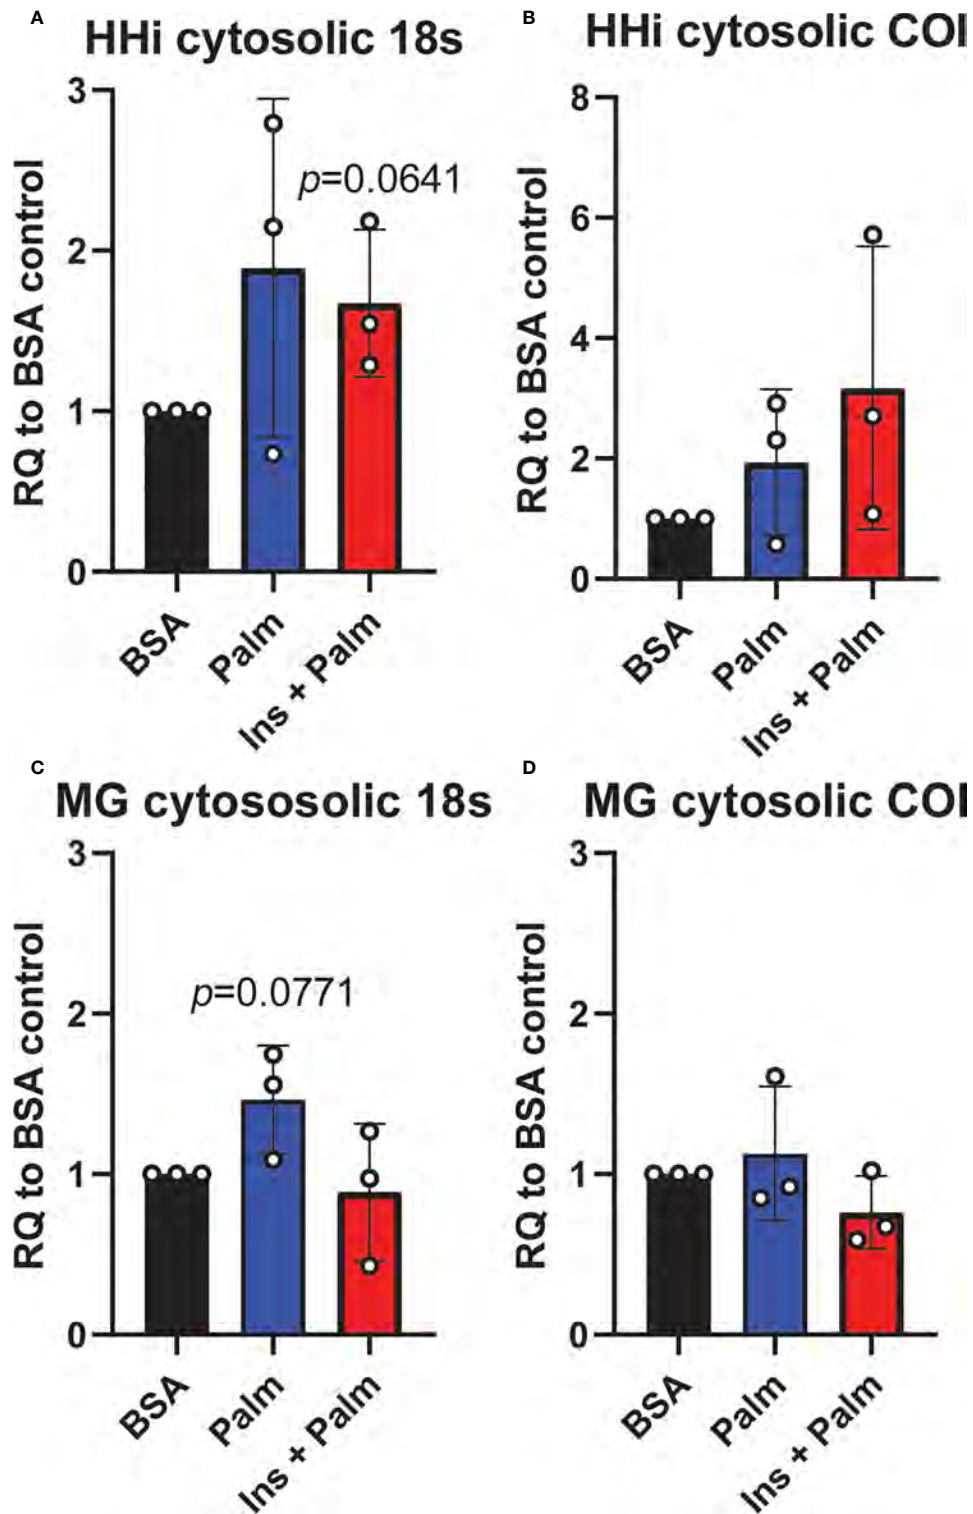 A
HHi cytosolic 18s
RQ to BSA control
3
2
1
0
p=0.0641
BSA
Palm
Ins + Palm
B
HHi cytosolic COI
RQ to BSA control
8
6
4
2
0
BSA
Palm
Ins + Palm
C
MG cytososolic 18s
RQ to BSA control
3
2
1
0
p=0.0771
BSA
Palm
Ins + Palm
D
MG cytosolic COI
RQ to BSA control
3
2
1
0
BSA
Palm
Ins + Palm